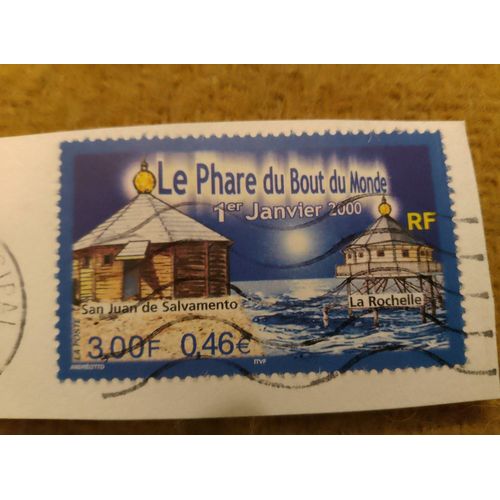 Le Phare du Bout du Monde
1er Janvier 2000
RF
San Juan de Salvamento
La Rochelle
LA POSTE
3.00F 0.46€
ANDRÉOTTO
ITVF